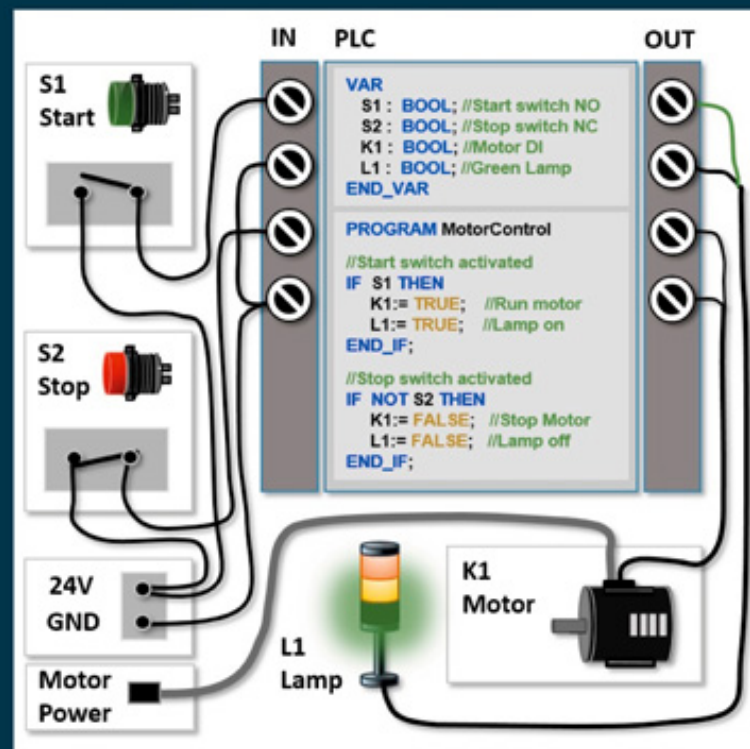 IN PLC OUT
S1
Start
VAR
S1 : BOOL; //Start switch NO
S2 : BOOL; //Stop switch NC
K1 : BOOL; //Motor DI
L1 : BOOL; //Green Lamp
END_VAR
PROGRAM MotorControl
//Start switch activated
IF S1 THEN
K1:= TRUE; //Run motor
L1:= TRUE; //Lamp on
END_IF;
//Stop switch activated
IF NOT S2 THEN
K1:= FALSE; //Stop Motor
L1:= FALSE; //Lamp off
END_IF;
S2
Stop
24V
GND
Motor
Power
L1
Lamp
K1
Motor